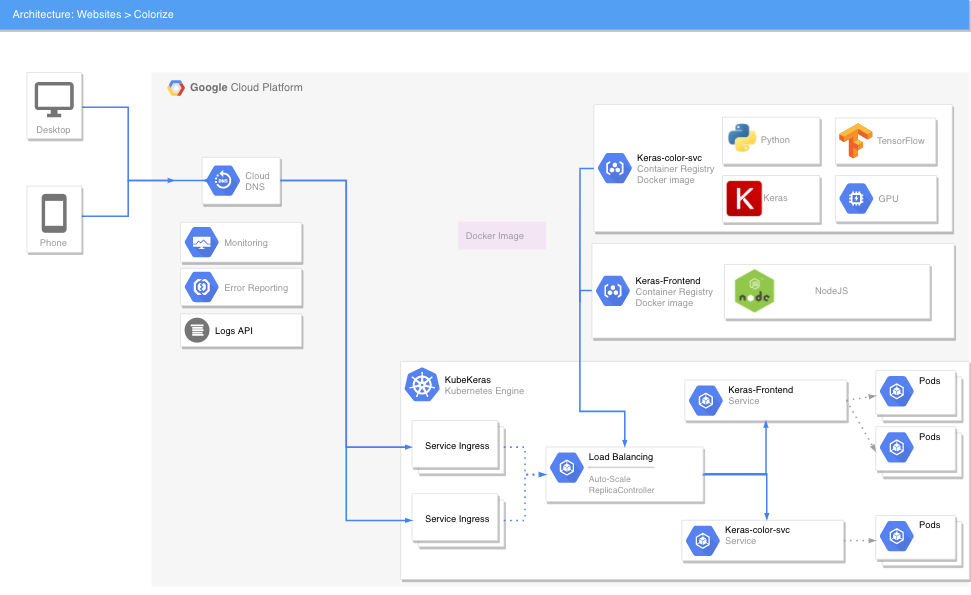 Architecture: Websites > Colorize
Google Cloud Platform
Desktop
Phone
Cloud
DNS
Monitoring
Error Reporting
Logs API
Docker Image
Keras-color-svc
Container Registry
Docker image
Python
TensorFlow
K
Keras
GPU
Keras-Frontend
Container Registry
Docker image
node
JS
NodeJS
KubeKeras
Kubernetes Engine
Service Ingress
Service Ingress
Load Balancing
Auto-Scale
ReplicaController
Keras-Frontend
Service
Keras-color-svc
Service
Pods
Pods
Pods